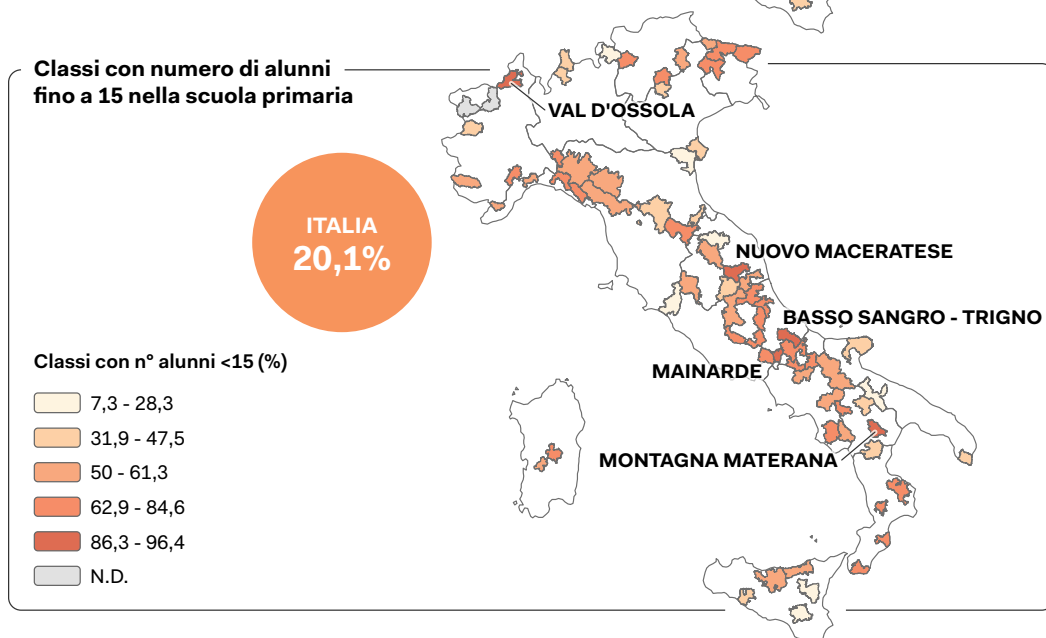 Classi con numero di alunni
fino a 15 nella scuola primaria
VAL D'OSSOLA
ITALIA
20,1%
NUOVO MACERATESE
BASSO SANGRO - TRIGNO
MAINARDE
MONTAGNA MATERANA
Classi con n° alunni <15 (%)
7,3 - 28,3
31,9 - 47,5
50 - 61,3
62,9 - 84,6
86,3 - 96,4
N.D.